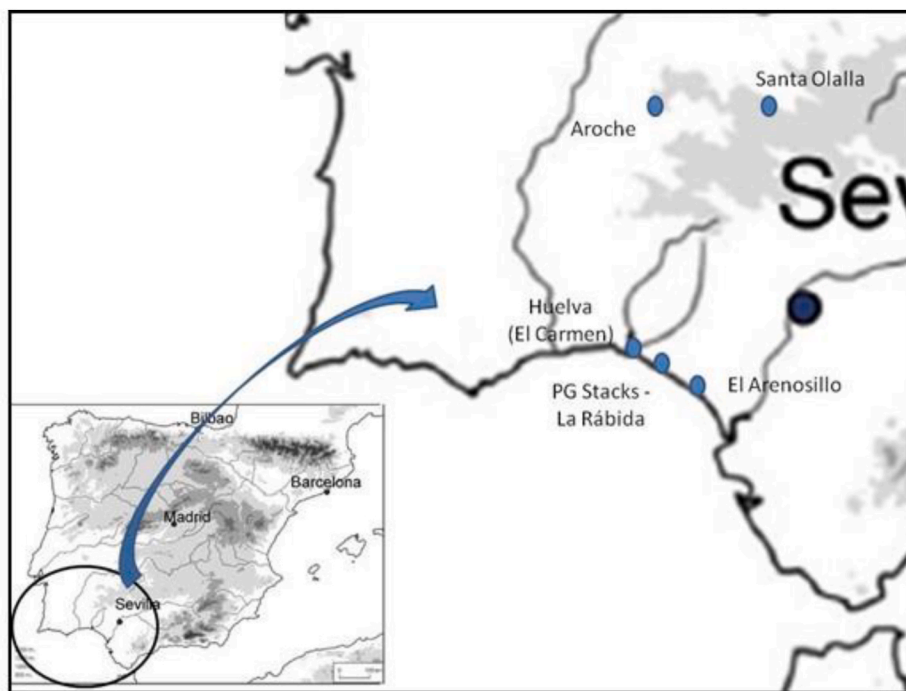 Santa Olalla
Aroche
Sev
Huelva
(El Carmen)
PG Stacks -
La Rábida
El Arenosillo
Bilbao
Barcelona
Madrid
Sevilla